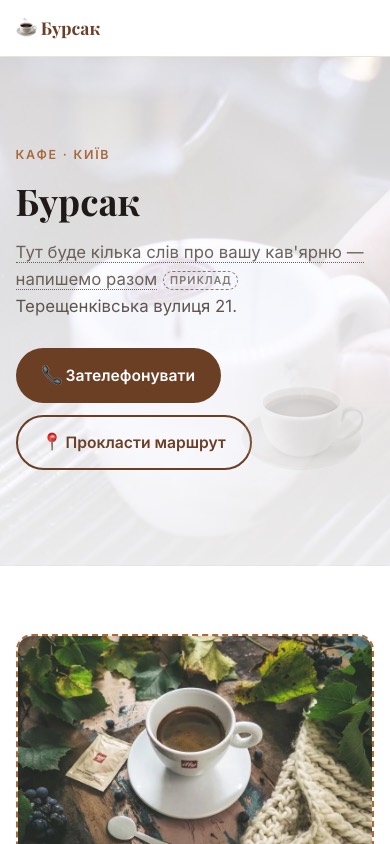 Бурсак
КАФЕ · КИЇВ
Бурсак
Тут буде кілька слів про вашу кав'ярню —
напишемо разом ПРИКЛАД
Терещенківська вулиця 21.
Зателефонувати
Прокласти маршрут
illy